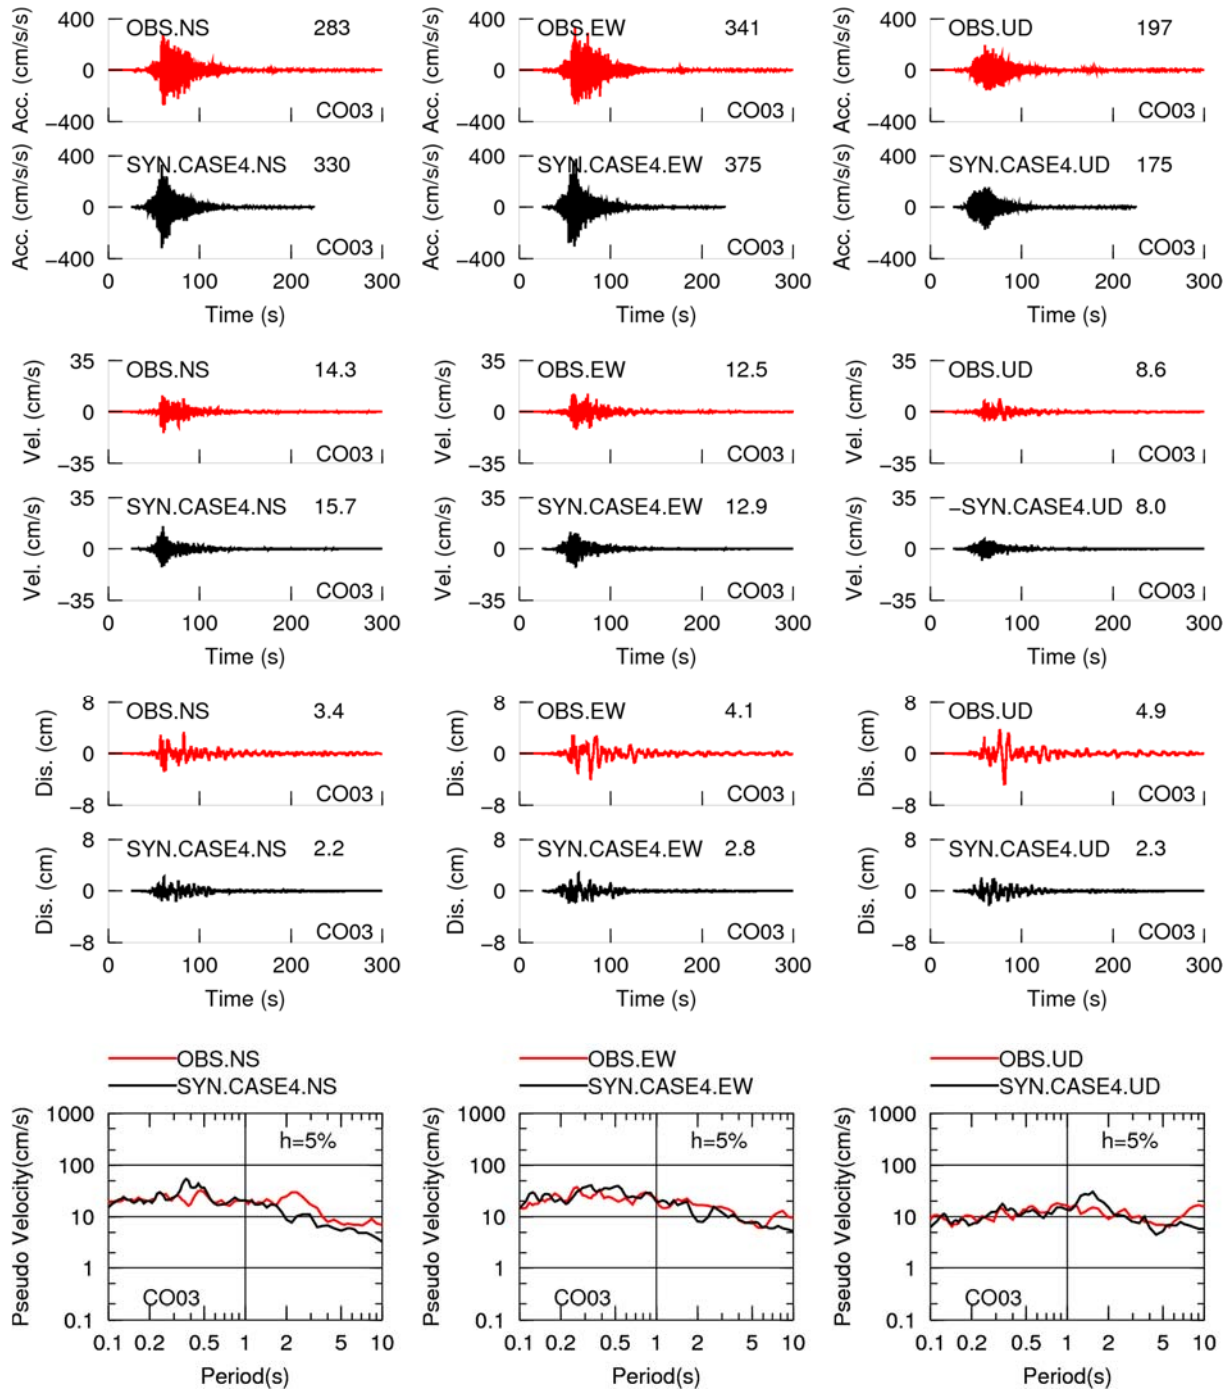 400 OBS.NS 283
0
−400 CO03
Acc. (cm/s/s)
400 SYN.CASE4.NS 330
0
−400 CO03
Acc. (cm/s/s)
0 100 200 300
Time (s)
400 OBS.EW 341
0
−400 CO03
Acc. (cm/s/s)
400 SYN.CASE4.EW 375
0
−400 CO03
Acc. (cm/s/s)
0 100 200 300
Time (s)
400 OBS.UD 197
0
−400 CO03
Acc. (cm/s/s)
400 SYN.CASE4.UD 175
0
−400 CO03
Acc. (cm/s/s)
0 100 200 300
Time (s)
35 OBS.NS 14.3
0
−35 CO03
Vel. (cm/s)
35 SYN.CASE4.NS 15.7
0
−35 CO03
Vel. (cm/s)
0 100 200 300
Time (s)
35 OBS.EW 12.5
0
−35 CO03
Vel. (cm/s)
35 SYN.CASE4.EW 12.9
0
−35 CO03
Vel. (cm/s)
0 100 200 300
Time (s)
35 OBS.UD 8.6
0
−35 CO03
Vel. (cm/s)
35 −SYN.CASE4.UD 8.0
0
−35 CO03
Vel. (cm/s)
0 100 200 300
Time (s)
8 OBS.NS 3.4
0
−8 CO03
Dis. (cm)
8 SYN.CASE4.NS 2.2
0
−8 CO03
Dis. (cm)
0 100 200 300
Time (s)
8 OBS.EW 4.1
0
−8 CO03
Dis. (cm)
8 SYN.CASE4.EW 2.8
0
−8 CO03
Dis. (cm)
0 100 200 300
Time (s)
8 OBS.UD 4.9
0
−8 CO03
Dis. (cm)
8 SYN.CASE4.UD 2.3
0
−8 CO03
Dis. (cm)
0 100 200 300
Time (s)
OBS.NS
SYN.CASE4.NS
1000
h=5%
100
10
1
CO03
0.1
Pseudo Velocity(cm/s)
0.1 0.2 0.5 1 2 5 10
Period(s)
OBS.EW
SYN.CASE4.EW
1000
h=5%
100
10
1
CO03
0.1
Pseudo Velocity(cm/s)
0.1 0.2 0.5 1 2 5 10
Period(s)
OBS.UD
SYN.CASE4.UD
1000
h=5%
100
10
1
CO03
0.1
Pseudo Velocity(cm/s)
0.1 0.2 0.5 1 2 5 10
Period(s)